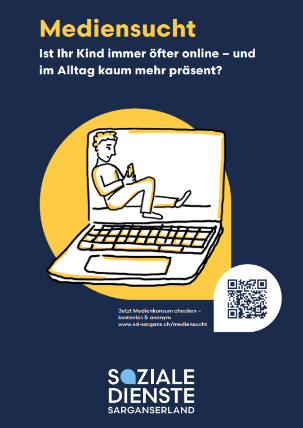 Mediensucht
Ist Ihr Kind immer öfter online – und
im Alltag kaum mehr präsent?
Jetzt Medienkonsum checken –
kostenlos & anonym
www.sd-sargans.ch/mediensucht
SOZIALE
DIENSTE
SARGANSERLAND